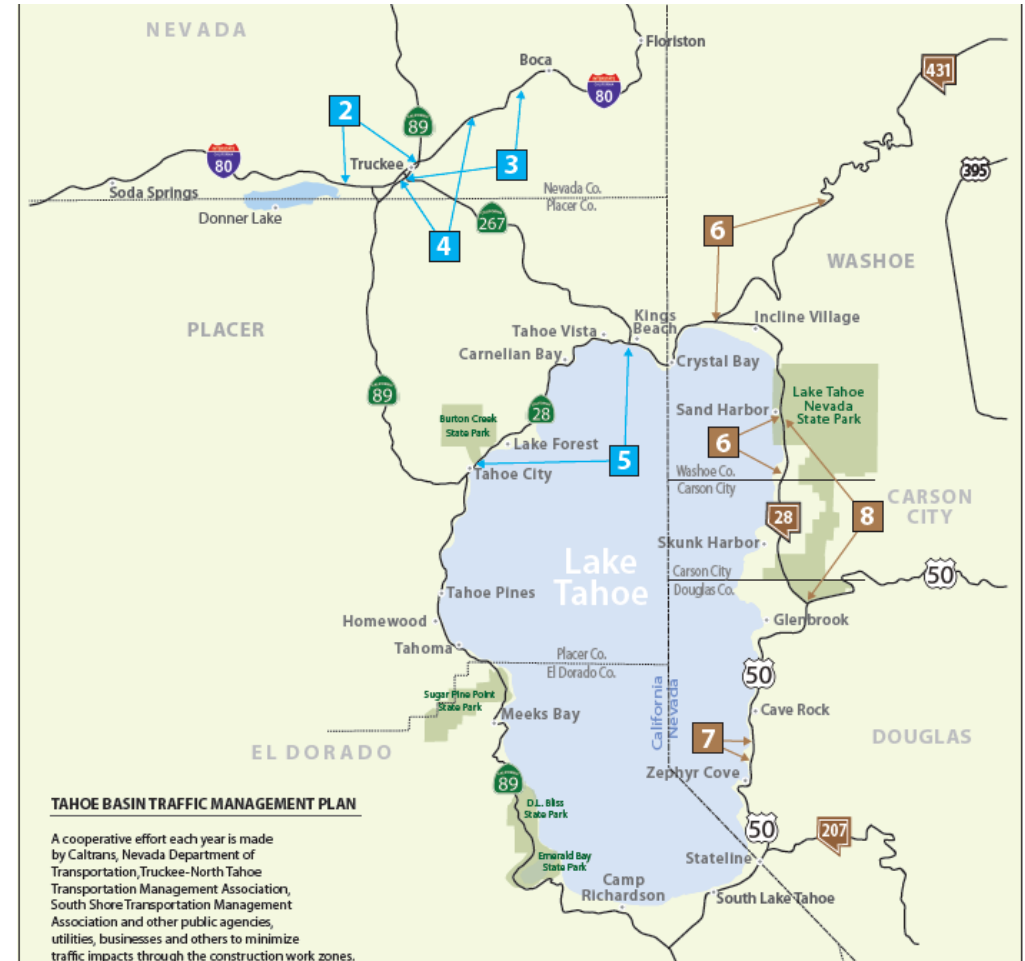 NEVADA
Floriston
Boca
431
80
2
89
Truckee
3
80
395
Soda Springs
Nevada Co.
Placer Co.
Donner Lake
267
4
6
WASHOE
PLACER
Kings
Beach
Incline Village
Tahoe Vista
Carnelian Bay
Crystal Bay
89
Lake Tahoe
Nevada
State Park
28
Sand Harbor
Burton Creek
State Park
Lake Forest
6
5
Tahoe City
Washoe Co.
Carson City
CARSON
CITY
28
8
Skunk Harbor
Lake
Tahoe
Carson City
Douglas Co.
50
Tahoe Pines
Homewood
Glenbrook
Tahoma
Placer Co.
El Dorado Co.
50
Sugar Pine Point
State Park
California
Nevada
Meeks Bay
Cave Rock
7
DOUGLAS
EL DORADO
Zephyr Cove
89
TAHOE BASIN TRAFFIC MANAGEMENT PLAN
D.L. Bliss
State Park
50
207
A cooperative effort each year is made
by Caltrans, Nevada Department of
Transportation,Truckee-North Tahoe
Transportation Management Association,
South Shore Transportation Management
Association and other public agencies,
utilities, businesses and others to minimize
traffic impacts through the construction work zones.
Emerald Bay
State Park
Stateline
Camp
Richardson
South Lake Tahoe